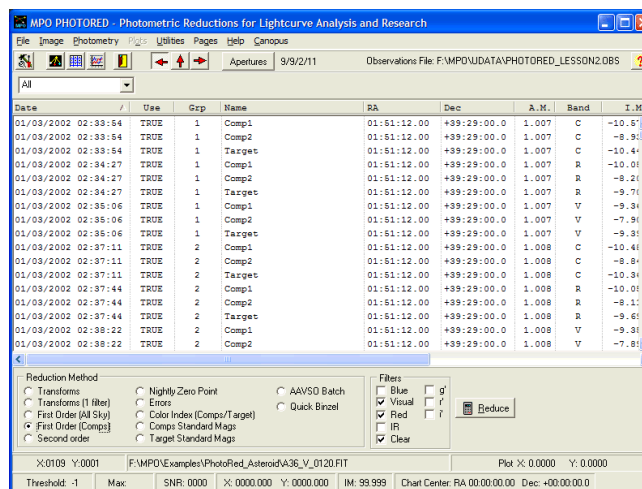 MPO PHOTORED - Photometric Reductions for Lightcurve Analysis and Research
File Image Photometry Plots Utilities Pages Help Canopus
Apertures 9/9/2/11 Observations File: F:\MPO\UDATA\PHOTORED_LESSON2.OBS ?
All
Date / Use Grp Name RA Dec A.M. Band I.M
01/03/2002 02:33:54 TRUE 1 Comp1 01:51:12.00 +39:29:00.0 1.007 C -10.57
01/03/2002 02:33:54 TRUE 1 Comp2 01:51:12.00 +39:29:00.0 1.007 C
01/03/2002 02:33:54 TRUE 1 Target 01:51:12.00 +39:29:00.0 1.007 C -10.44
01/03/2002 02:34:27 TRUE 1 Comp1 01:51:12.00 +39:29:00.0 1.007 R
01/03/2002 02:34:27 TRUE 1 Comp2 01:51:12.00 +39:29:00.0 1.007 R
01/03/2002 02:34:27 TRUE 1 Target 01:51:12.00 +39:29:00.0 1.007 R
01/03/2002 02:35:06 TRUE 1 Comp1 01:51:12.00 +39:29:00.0 1.007 V
01/03/2002 02:35:06 TRUE 1 Comp2 01:51:12.00 +39:29:00.0 1.007 V
01/03/2002 02:35:06 TRUE 1 Target 01:51:12.00 +39:29:00.0 1.007 V
01/03/2002 02:37:11 TRUE 2 Comp1 01:51:12.00 +39:29:00.0 1.008 C
01/03/2002 02:37:11 TRUE 2 Comp2 01:51:12.00 +39:29:00.0 1.008 C
01/03/2002 02:37:11 TRUE 2 Target 01:51:12.00 +39:29:00.0 1.008 C
01/03/2002 02:37:44 TRUE 2 Comp1 01:51:12.00 +39:29:00.0 1.008 R
01/03/2002 02:37:44 TRUE 2 Comp2 01:51:12.00 +39:29:00.0 1.008 R
01/03/2002 02:37:44 TRUE 2 Target 01:51:12.00 +39:29:00.0 1.008 R
01/03/2002 02:38:22 TRUE 2 Comp1 01:51:12.00 +39:29:00.0 1.008 V
01/03/2002 02:38:22 TRUE 2 Comp2 01:51:12.00 +39:29:00.0 1.008 V
Reduction Method Filters
Transforms Nightly Zero Point AAVSO Batch Blue g'
Transforms (1 filter) Errors Quick Binzel Visual r'
First Order (All Sky) Color Index (Comps/Target) Red i' Reduce
First Order (Comps) Comps Standard Mags IR
Second order Target Standard Mags Clear
X:0109 Y:0001 F:\MPO\Examples\PhotoRed_Asteroid\A36_V_0120.FIT Plot X: 0.0000 Y: 0.0000
Threshold: -1 Max: SNR: 0000 X: 0000.000 Y: 0000.000 IM: 99.999 Chart Center: RA 00:00:00.00 Dec: +00:00:00.0